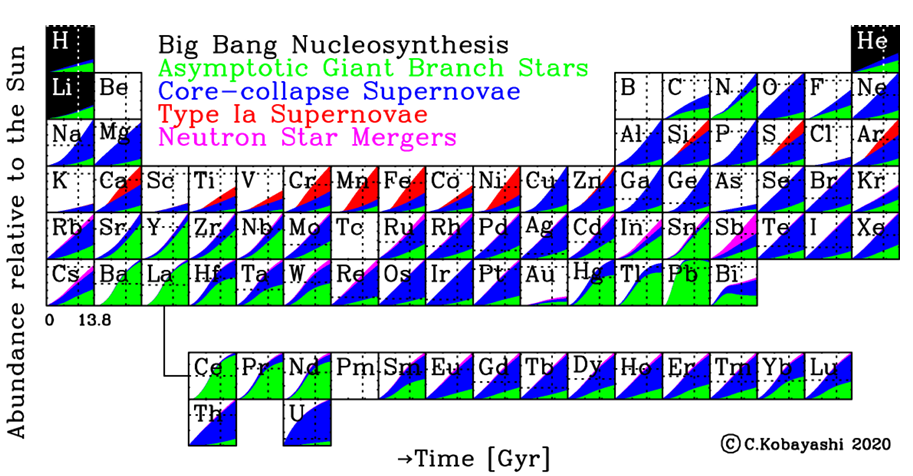 H He
Big Bang Nucleosynthesis
Asymptotic Giant Branch Stars
Core-collapse Supernovae
Type Ia Supernovae
Neutron Star Mergers
Li Be B C N O F Ne
Na Mg Al Si P S Cl Ar
K Ca Sc Ti V Cr Mn Fe Co Ni Cu Zn Ga Ge As Se Br Kr
Rb Sr Y Zr Nb Mo Tc Ru Rh Pd Ag Cd In Sn Sb Te I Xe
Cs Ba La Hf Ta W Re Os Ir Pt Au Hg Tl Pb Bi
0 13.8
Ce Pr Nd Pm Sm Eu Gd Tb Dy Ho Er Tm Yb Lu
Th U
Abundance relative to the Sun
→Time [Gyr]
©C.Kobayashi 2020